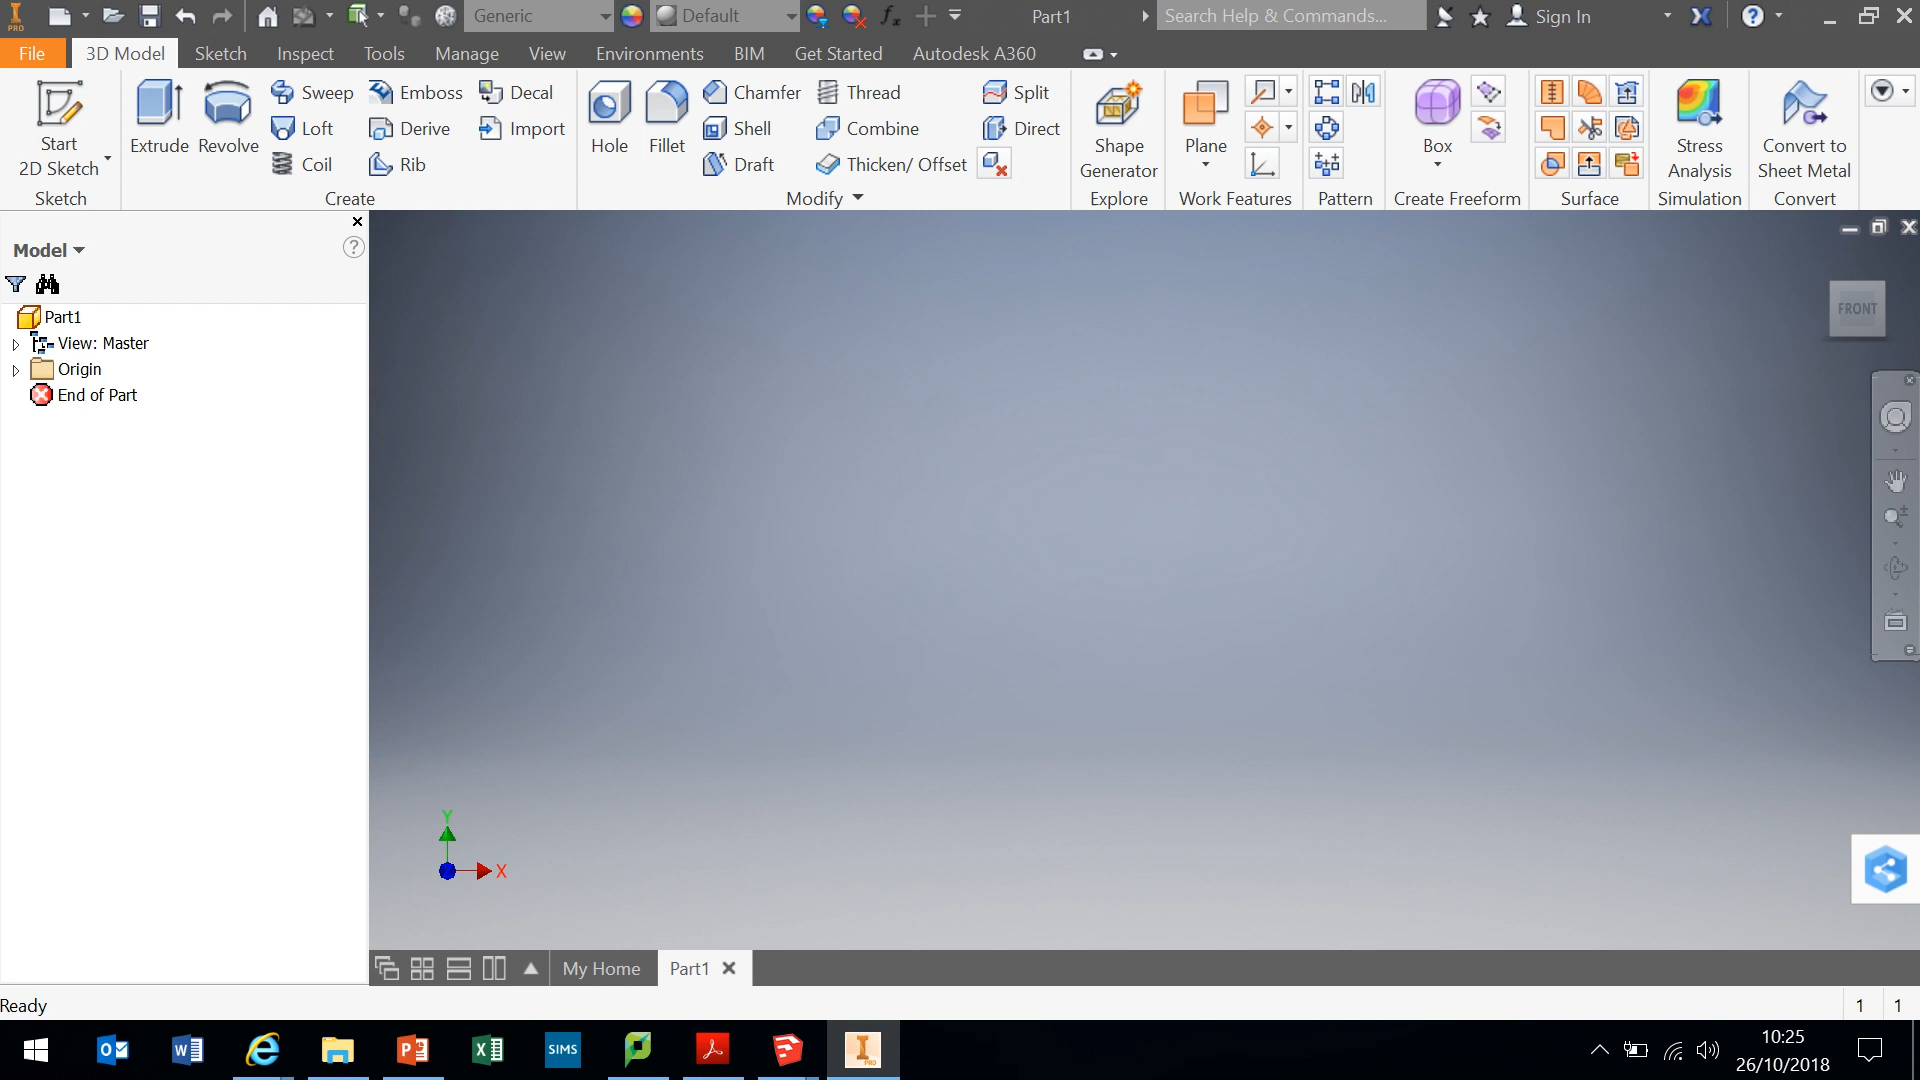 PRO
Generic
Default
fx
Part1
Search Help & Commands...
Sign In
File
3D Model
Sketch
Inspect
Tools
Manage
View
Environments
BIM
Get Started
Autodesk A360
Start
2D Sketch
Sketch
Extrude
Revolve
Sweep
Loft
Coil
Emboss
Derive
Rib
Decal
Import
Create
Hole
Fillet
Chamfer
Shell
Draft
Thread
Combine
Thicken/ Offset
Split
Direct
Modify
Shape
Generator
Explore
Plane
Work Features
Pattern
Box
Create Freeform
Surface
Stress
Analysis
Simulation
Convert to
Sheet Metal
Convert
Model
Part1
View: Master
Origin
End of Part
FRONT
Y
X
My Home
Part1
Ready
1
1
SIMS
PRO
10:25
26/10/2018